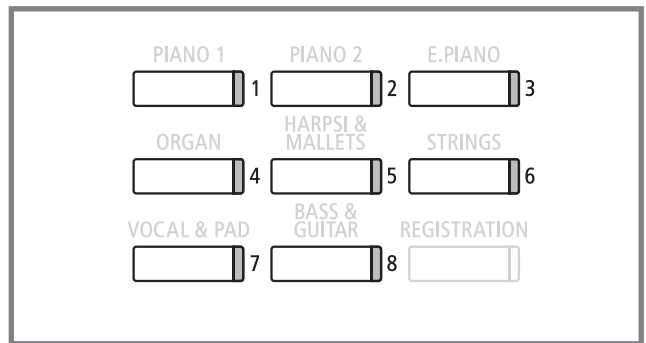 PIANO 1 PIANO 2 E.PIANO
1 2 3
ORGAN HARPSI & MALLETS STRINGS
4 5 6
VOCAL & PAD BASS & GUITAR REGISTRATION
7 8